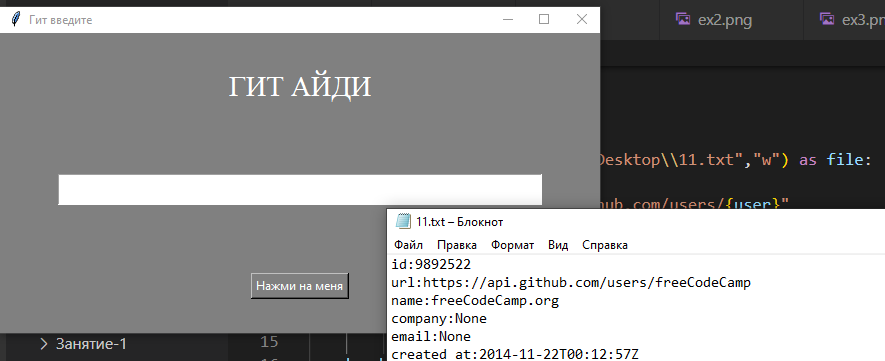 Гит введите
ex2.png
ex3.pn
ГИТ АЙДИ
Desktop\\11.txt","w") as file:
hub.com/users/{user}"
11.txt – Блокнот
Файл Правка Формат Вид Справка
id:9892522
url:https://api.github.com/users/freeCodeCamp
name:freeCodeCamp.org
company:None
email:None
created at:2014-11-22T00:12:57Z
Нажми на меня
Занятие-1
15